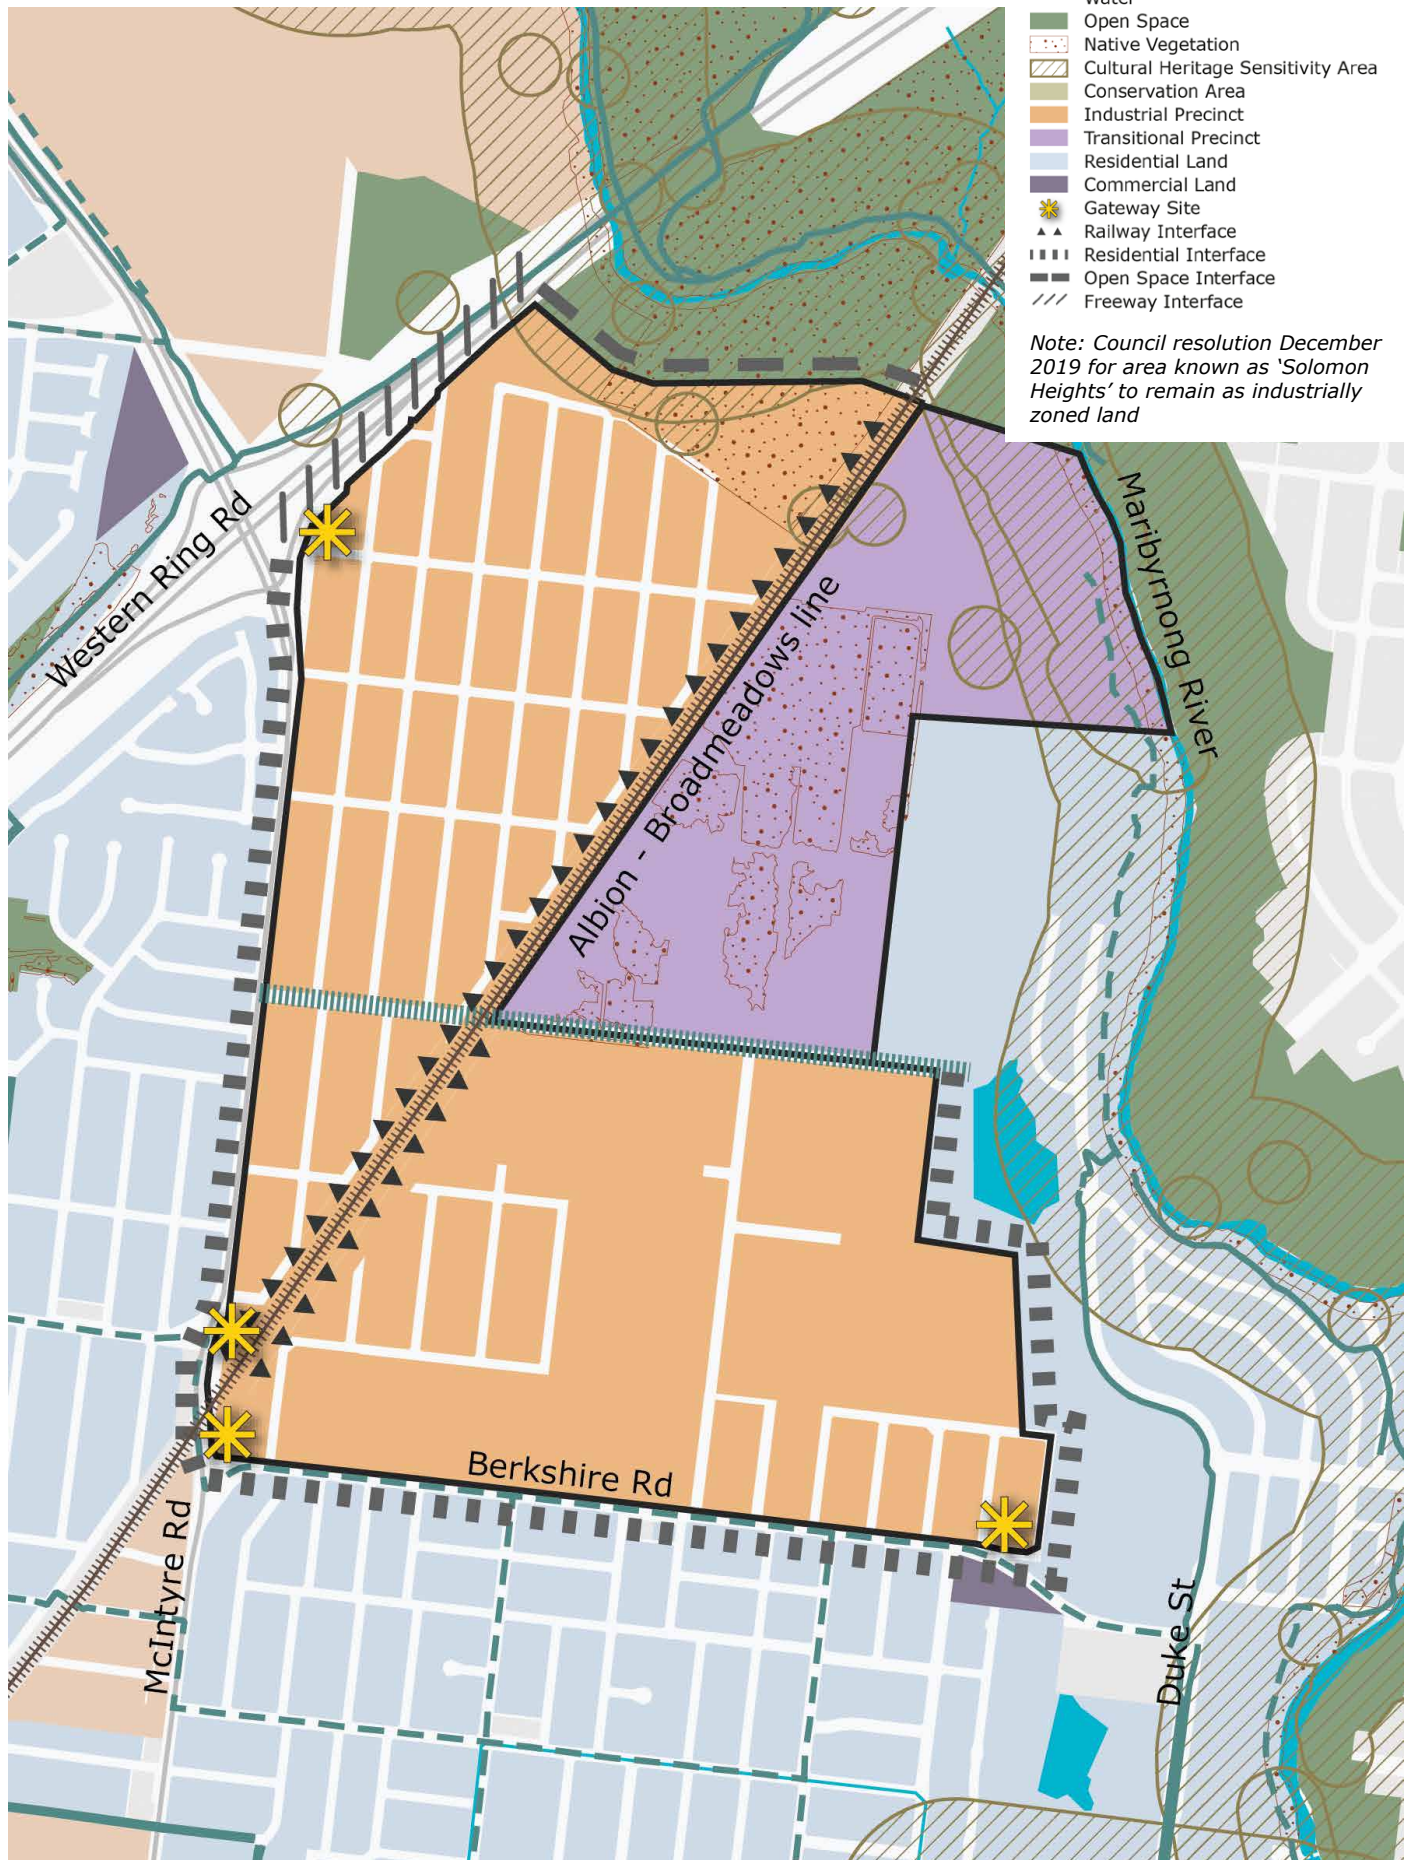 Water
Open Space
Native Vegetation
Cultural Heritage Sensitivity Area
Conservation Area
Industrial Precinct
Transitional Precinct
Residential Land
Commercial Land
Gateway Site
Railway Interface
Residential Interface
Open Space Interface
Freeway Interface
Note: Council resolution December
2019 for area known as ‘Solomon
Heights’ to remain as industrially
zoned land
Western Ring Rd
Maribyrnong River
Albion - Broadmeadows line
Berkshire Rd
McIntyre Rd
Duke St